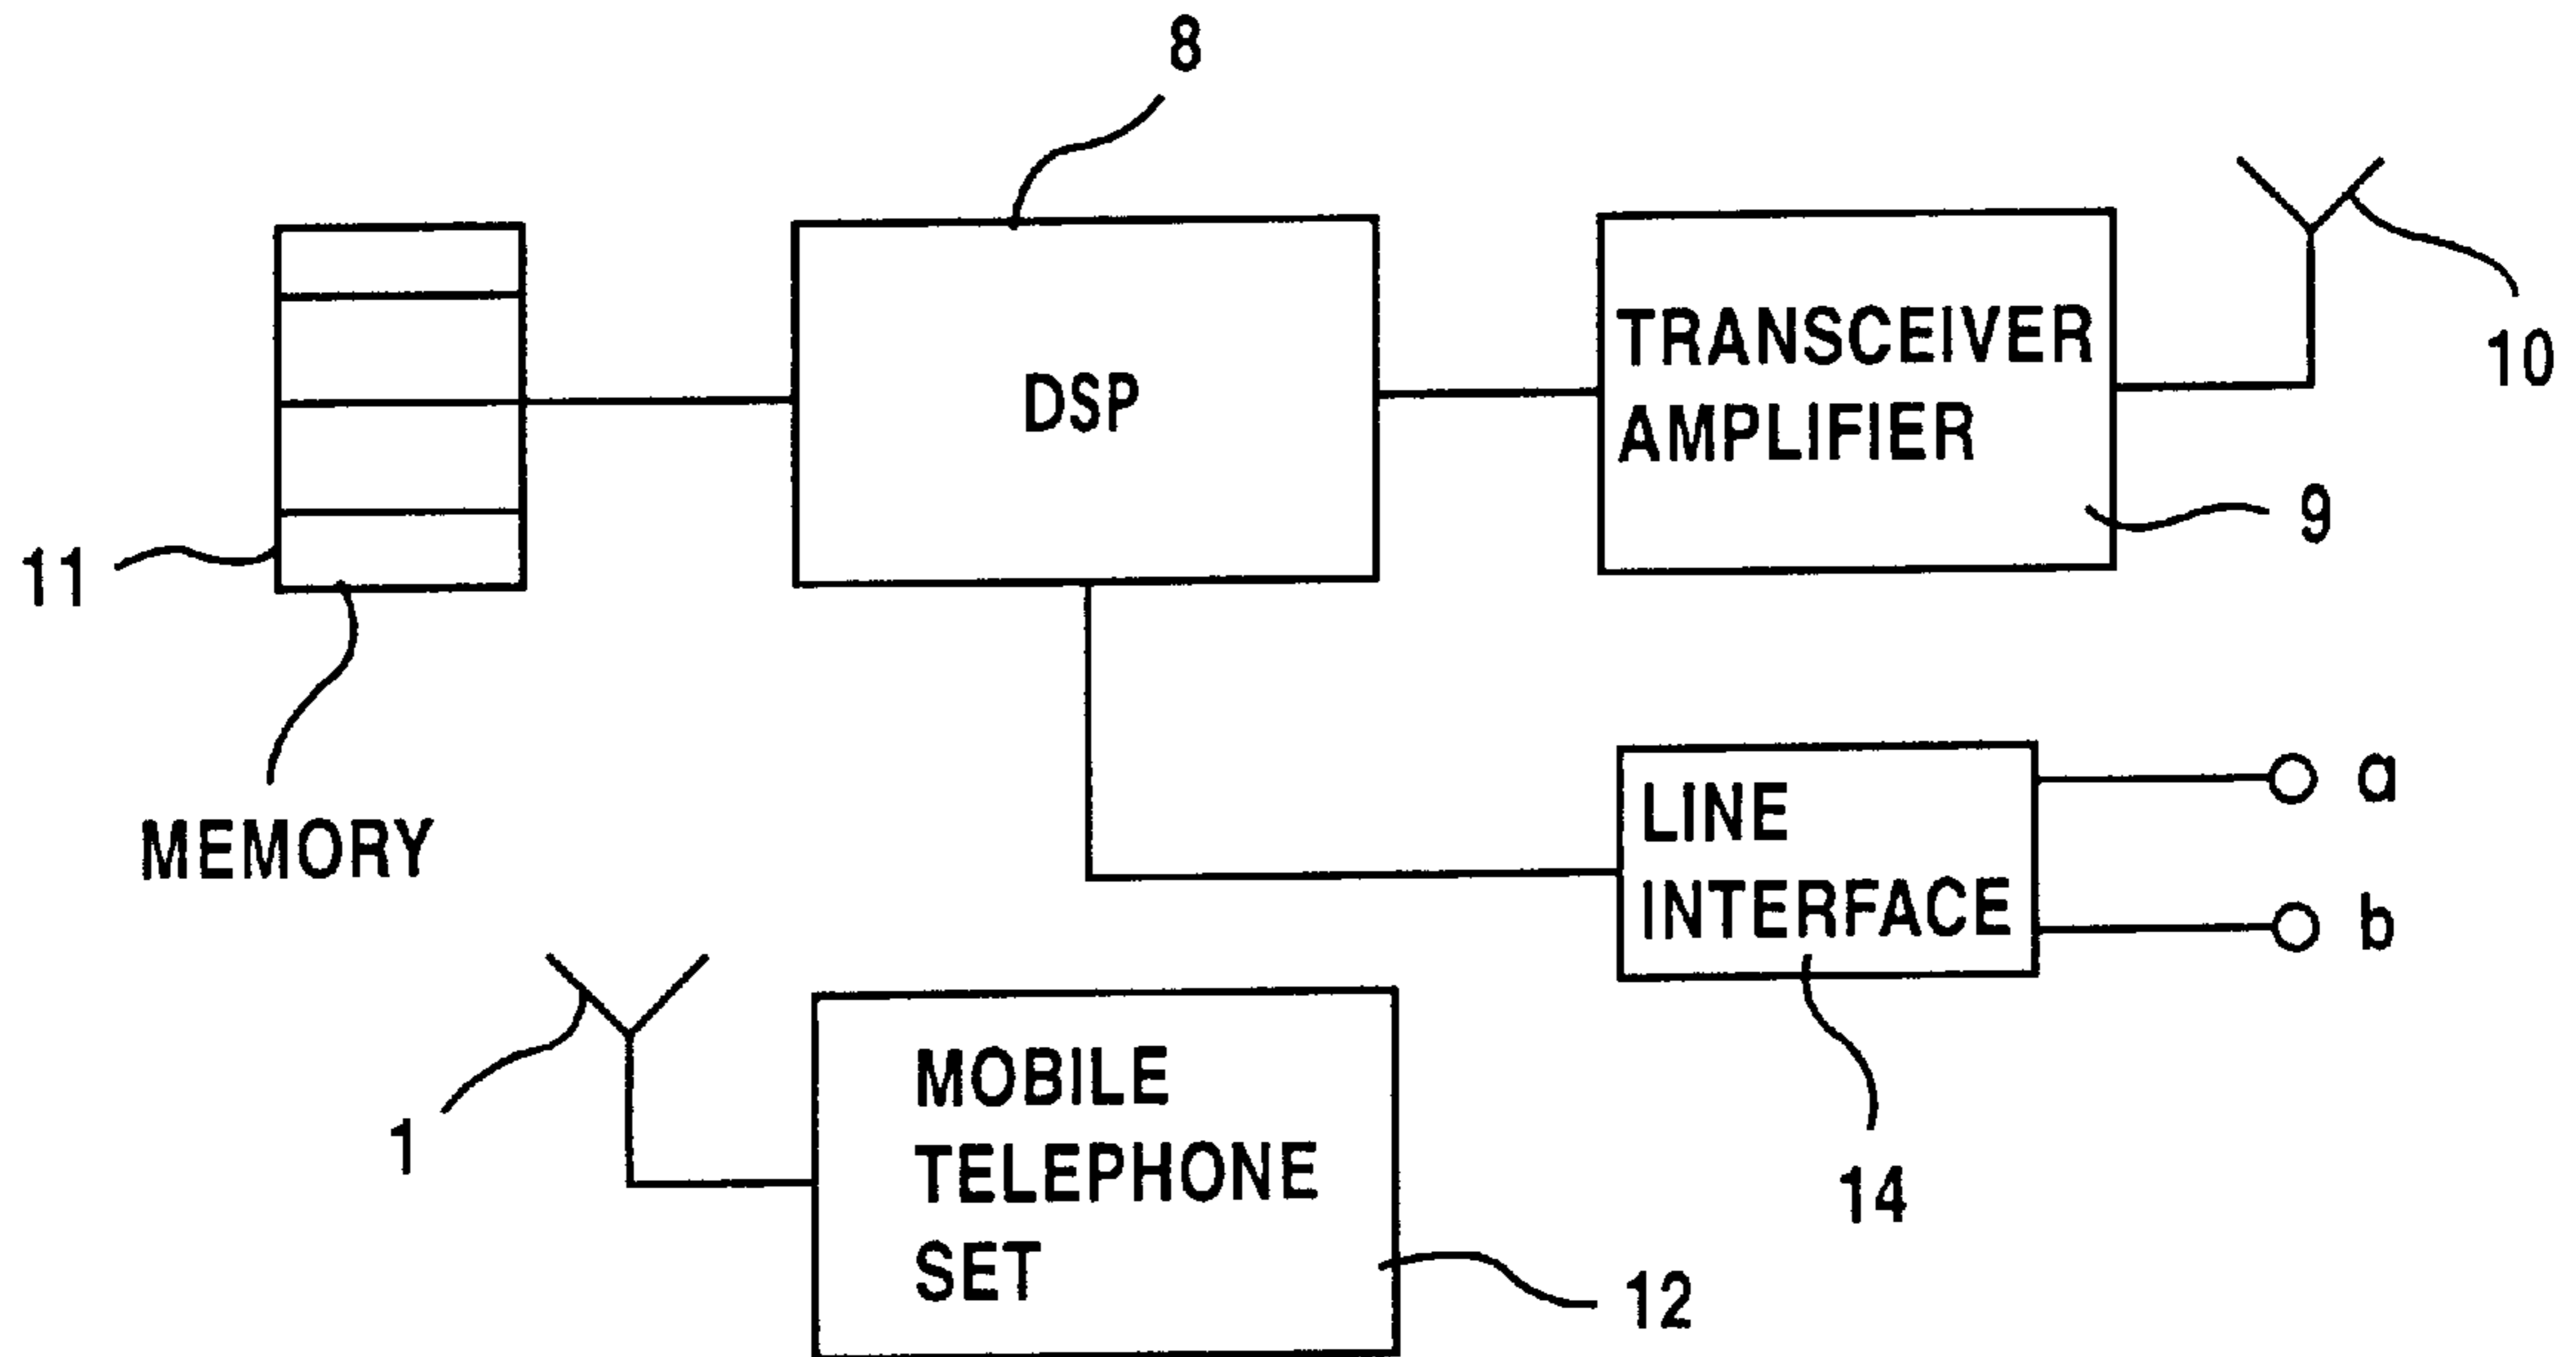 8
10
TRANSCEIVER
AMPLIFIER
DSP
9
11
MEMORY
LINE
INTERFACE
a
b
1
MOBILE
TELEPHONE
SET
14
12